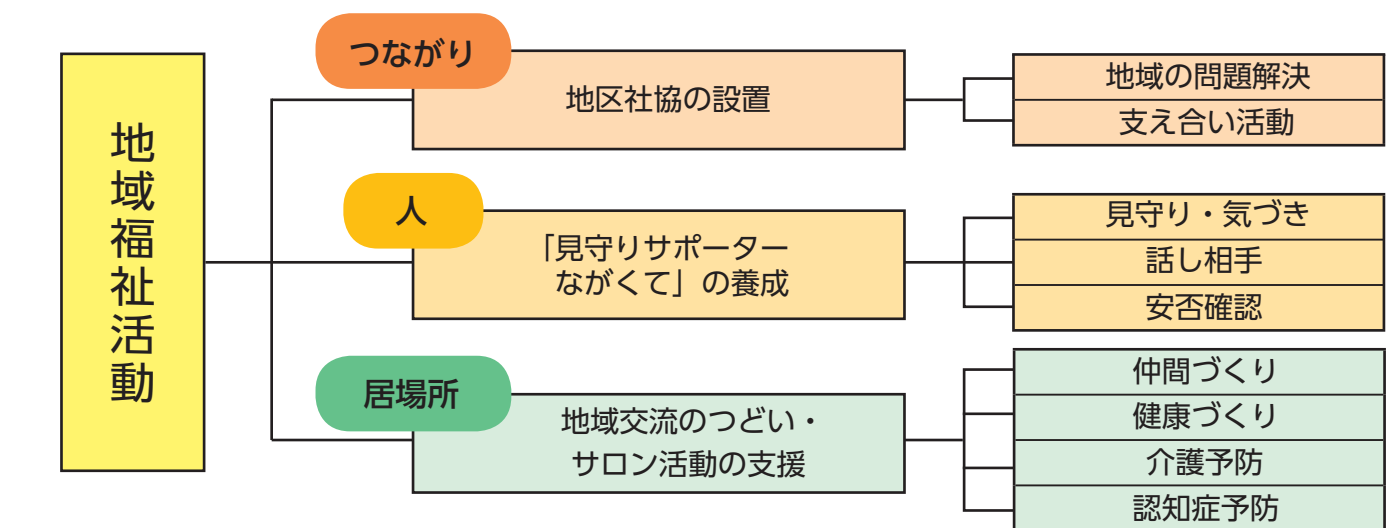 地域福祉活動
つながり
地区社協の設置
地域の問題解決
支え合い活動
人
「見守りサポーター
ながくて」の養成
見守り・気づき
話し相手
安否確認
居場所
地域交流のつどい・
サロン活動の支援
仲間づくり
健康づくり
介護予防
認知症予防